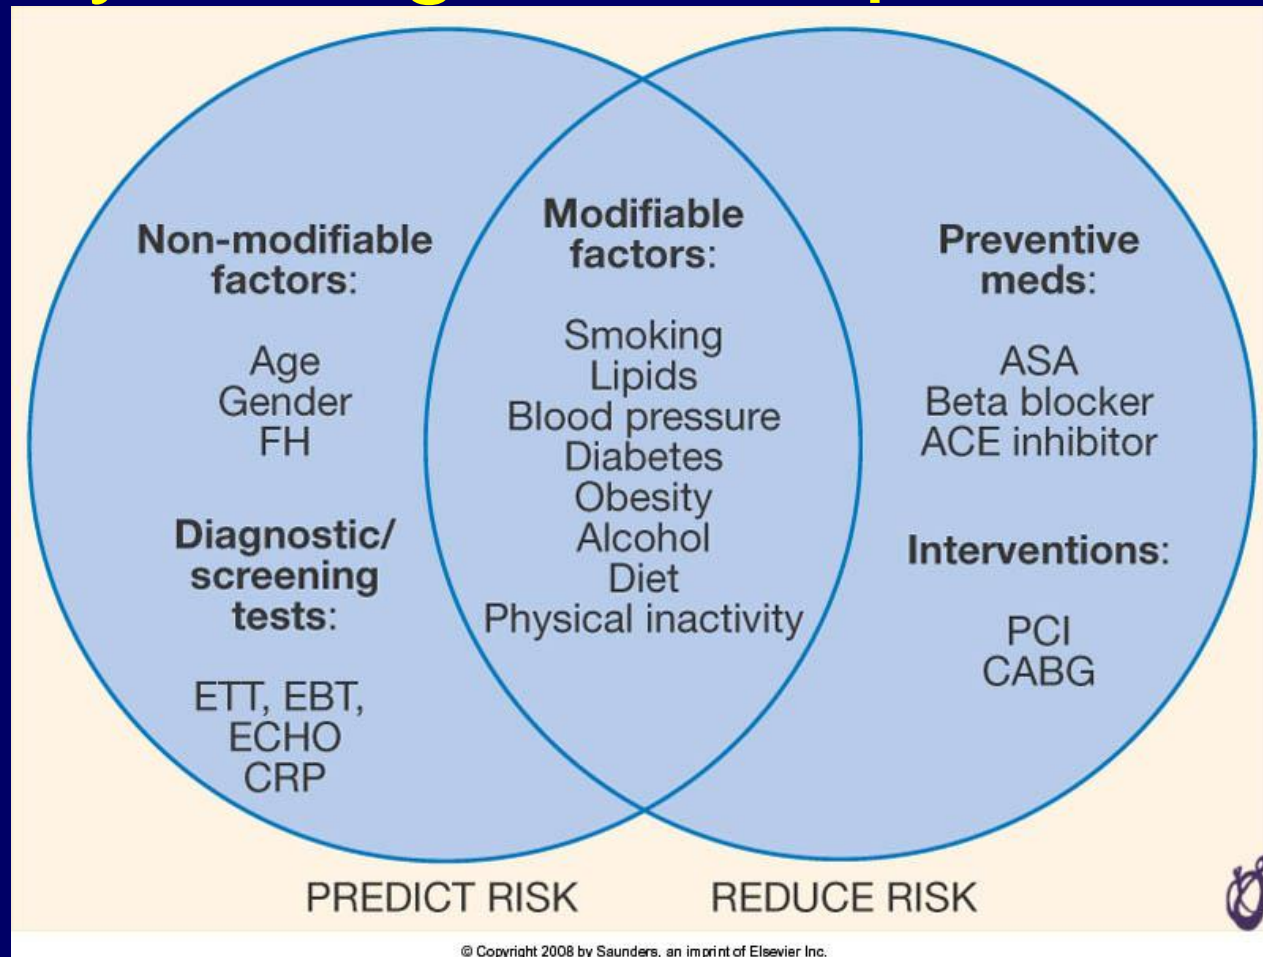 Non-modifiable
factors:
Age
Gender
FH
Diagnostic/
screening
tests:
ETT, EBT,
ECHO
CRP
Modifiable
factors:
Smoking
Lipids
Blood pressure
Diabetes
Obesity
Alcohol
Diet
Physical inactivity
Preventive
meds:
ASA
Beta blocker
ACE inhibitor
Interventions:
PCI
CABG
PREDICT RISK
REDUCE RISK
© Copyright 2008 by Saunders, an imprint of Elsevier Inc.